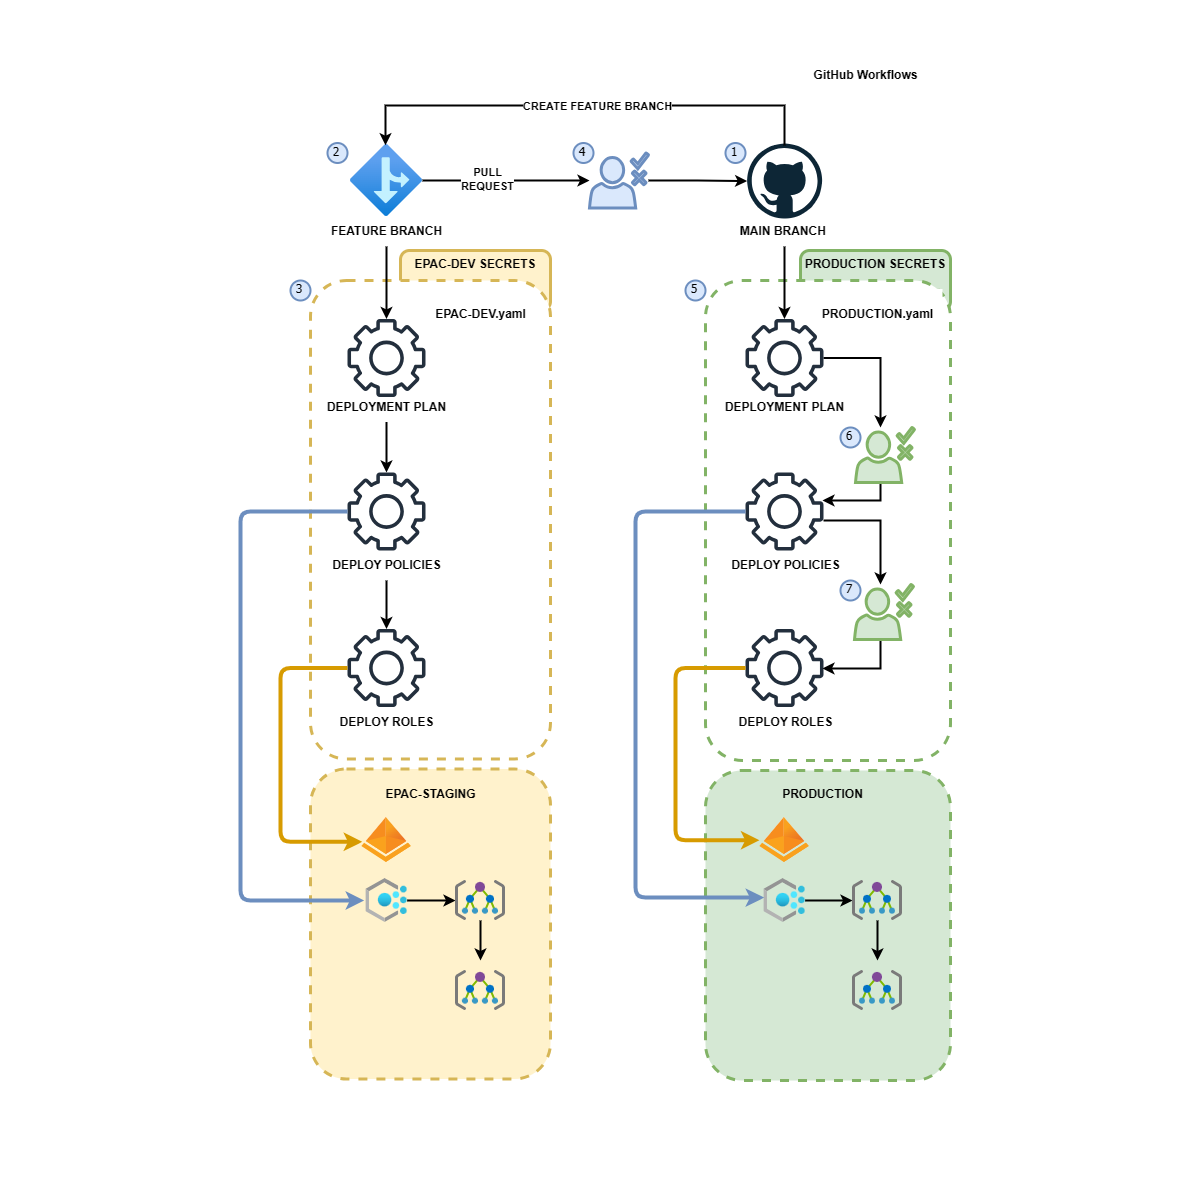 GitHub Workflows
CREATE FEATURE BRANCH
2
4
1
PULL
REQUEST
FEATURE BRANCH
MAIN BRANCH
EPAC-DEV SECRETS
PRODUCTION SECRETS
3
5
EPAC-DEV.yaml
PRODUCTION.yaml
DEPLOYMENT PLAN
DEPLOYMENT PLAN
6
DEPLOY POLICIES
DEPLOY POLICIES
7
DEPLOY ROLES
DEPLOY ROLES
EPAC-STAGING
PRODUCTION